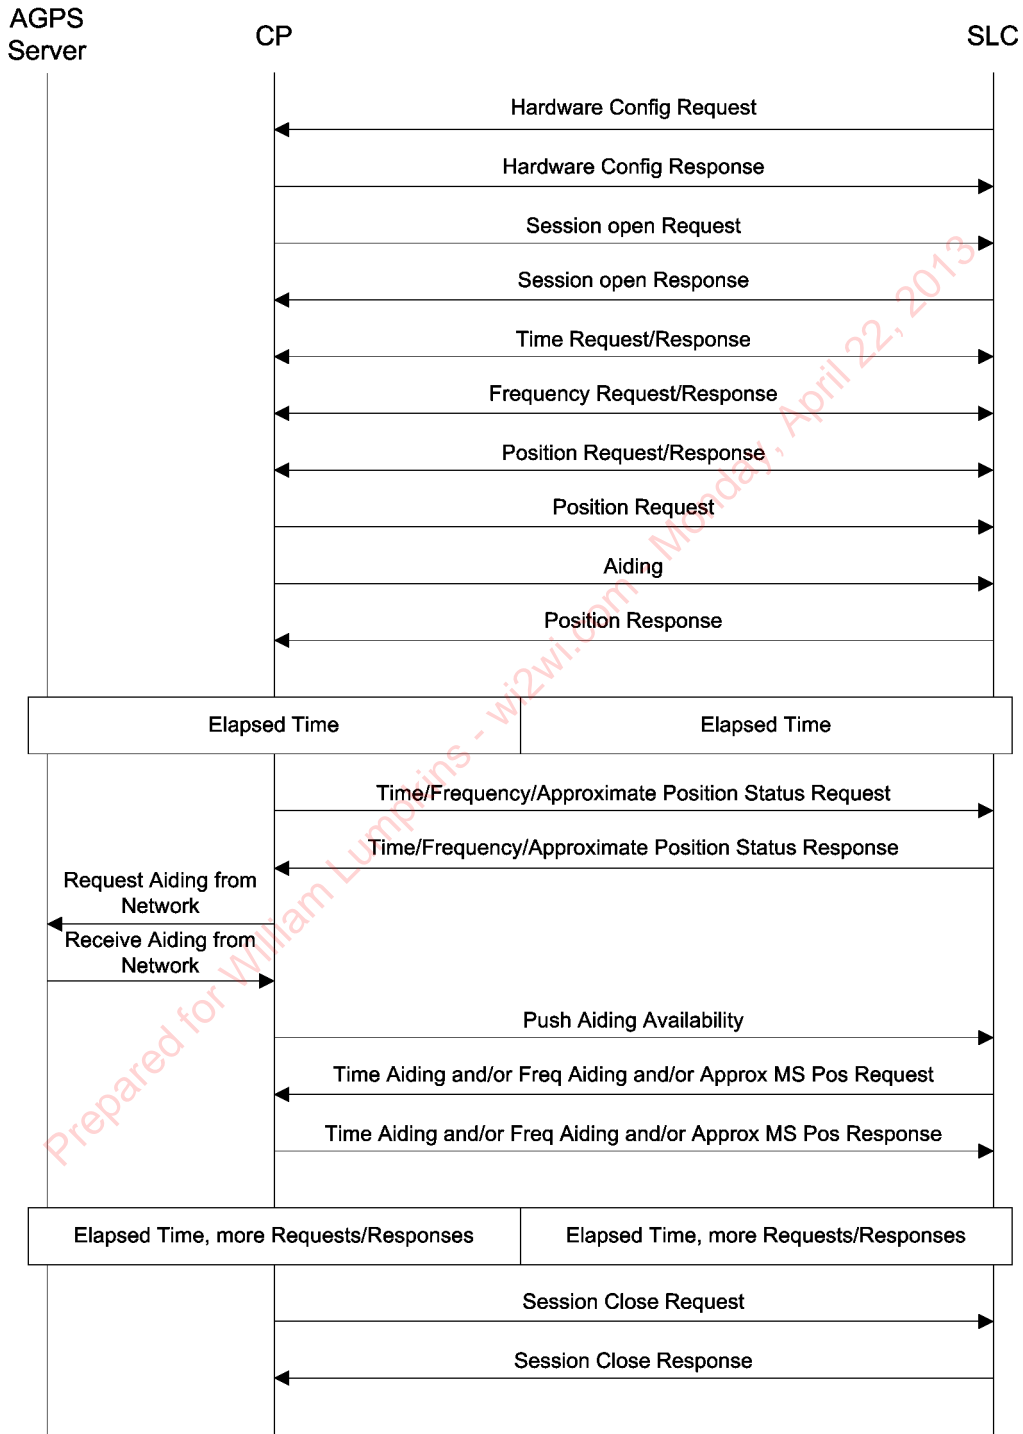 AGPS
Server
CP
SLC
Hardware Config Request
Hardware Config Response
Session open Request
Session open Response
Time Request/Response
Frequency Request/Response
Position Request/Response
Position Request
Aiding
Position Response
Elapsed Time
Elapsed Time
Time/Frequency/Approximate Position Status Request
Time/Frequency/Approximate Position Status Response
Request Aiding from
Network
Receive Aiding from
Network
Push Aiding Availability
Time Aiding and/or Freq Aiding and/or Approx MS Pos Request
Time Aiding and/or Freq Aiding and/or Approx MS Pos Response
Elapsed Time, more Requests/Responses
Elapsed Time, more Requests/Responses
Session Close Request
Session Close Response
Prepared for William Lumpkins - wi2wi.com - Monday, April 22, 2013